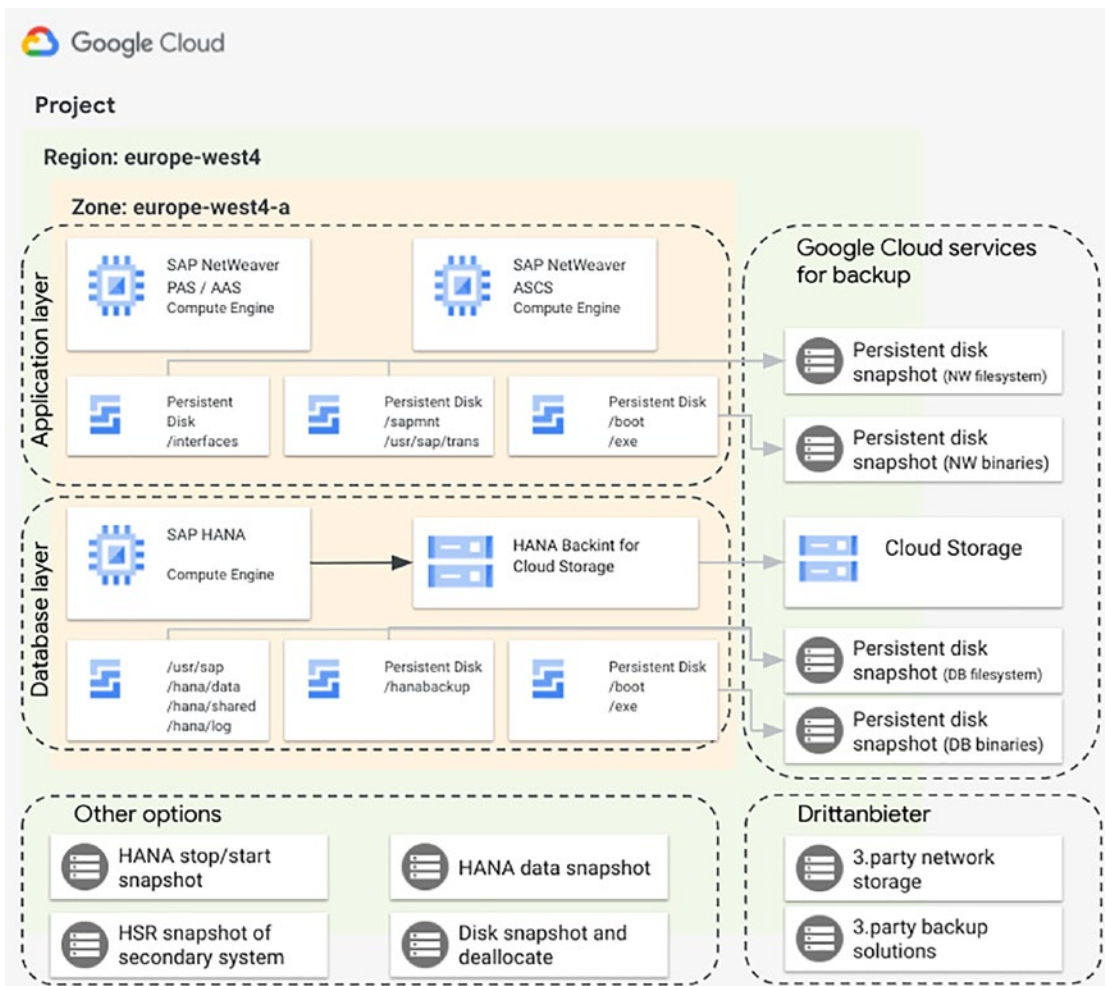 Google Cloud
Project
Region: europe-west4
Zone: europe-west4-a
Application layer
SAP NetWeaver
PAS / AAS
Compute Engine
SAP NetWeaver
ASCS
Compute Engine
Persistent
Disk
/interfaces
Persistent Disk
/sapmnt
/usr/sap/trans
Persistent Disk
/boot
/exe
Database layer
SAP HANA
Compute Engine
HANA Backint for
Cloud Storage
/usr/sap
/hana/data
/hana/shared
/hana/log
Persistent Disk
/hanabackup
Persistent Disk
/boot
/exe
Google Cloud services
for backup
Persistent disk
snapshot (NW filesystem)
Persistent disk
snapshot (NW binaries)
Cloud Storage
Persistent disk
snapshot (DB filesystem)
Persistent disk
snapshot (DB binaries)
Other options
HANA stop/start
snapshot
HANA data snapshot
HSR snapshot of
secondary system
Disk snapshot and
deallocate
Drittanbieter
3.party network
storage
3.party backup
solutions